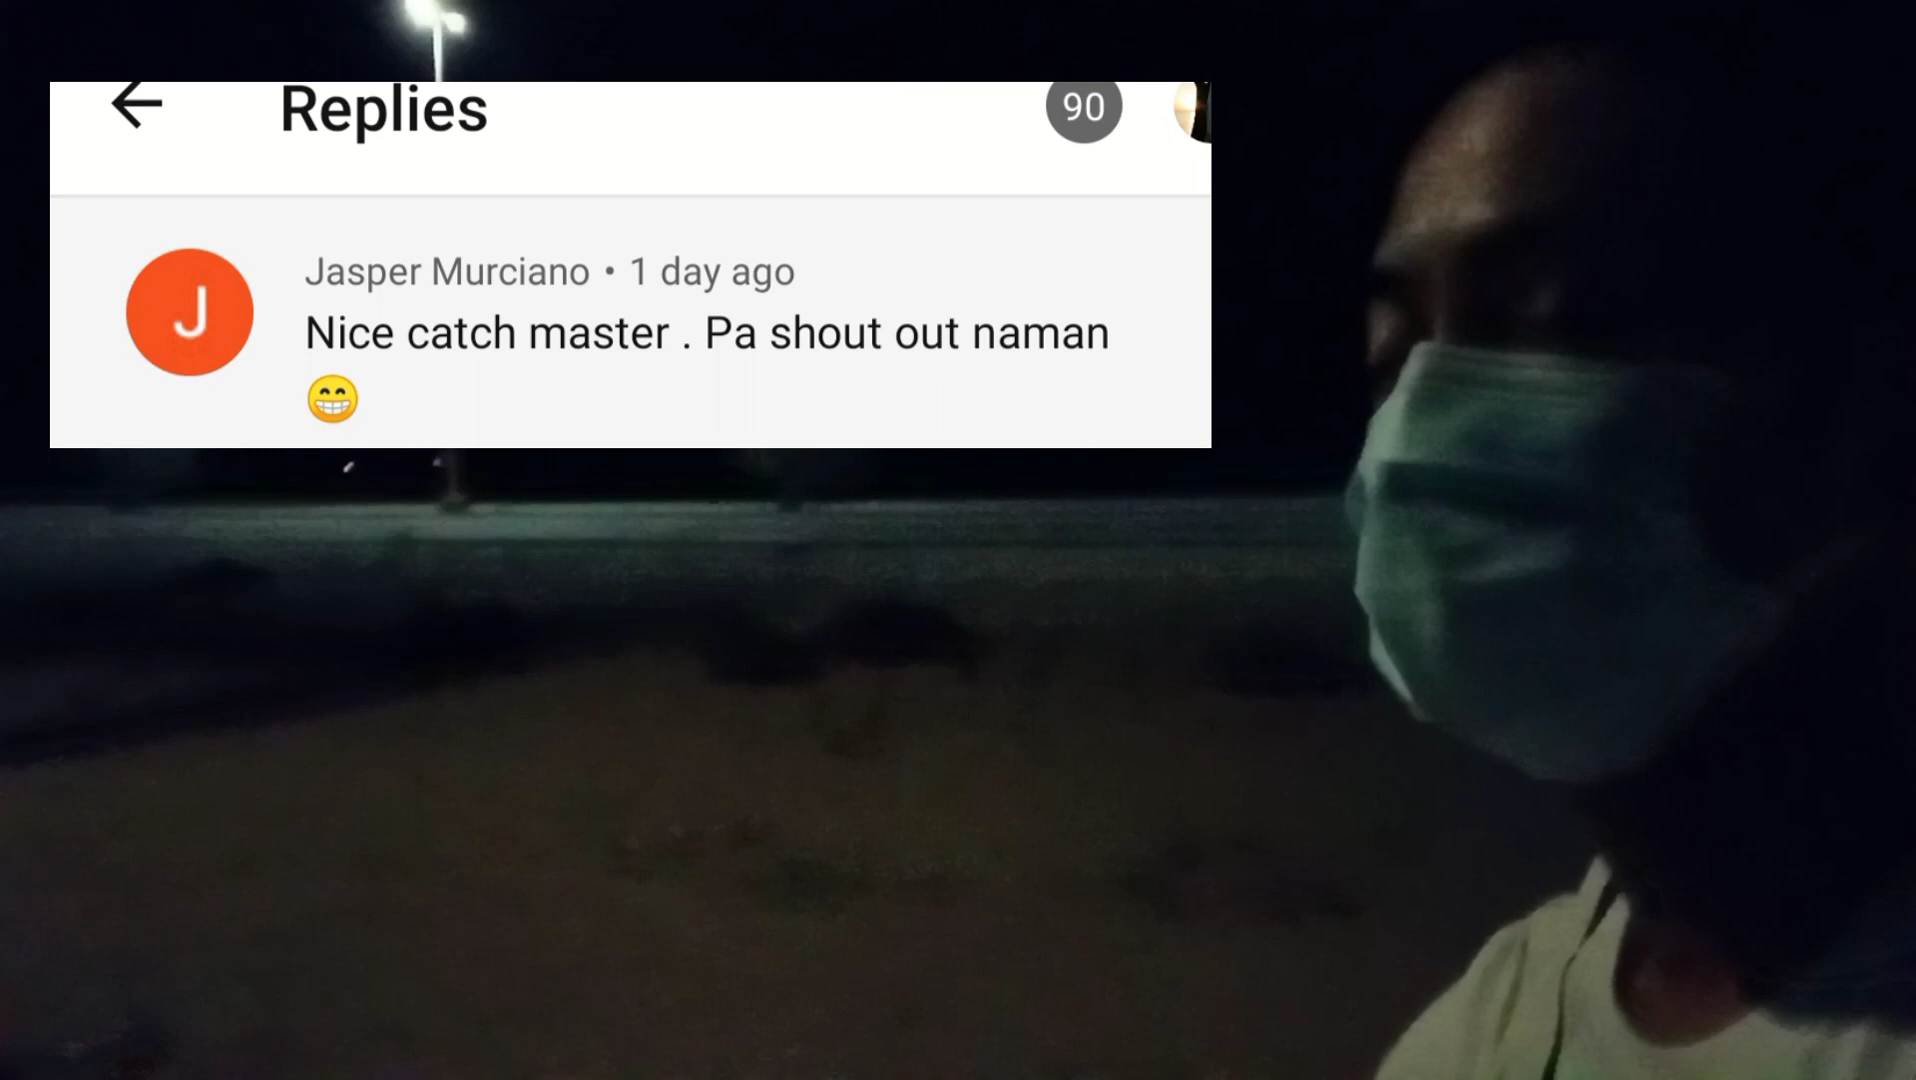 Replies
90
J
Jasper Murciano • 1 day ago
Nice catch master . Pa shout out naman
😁